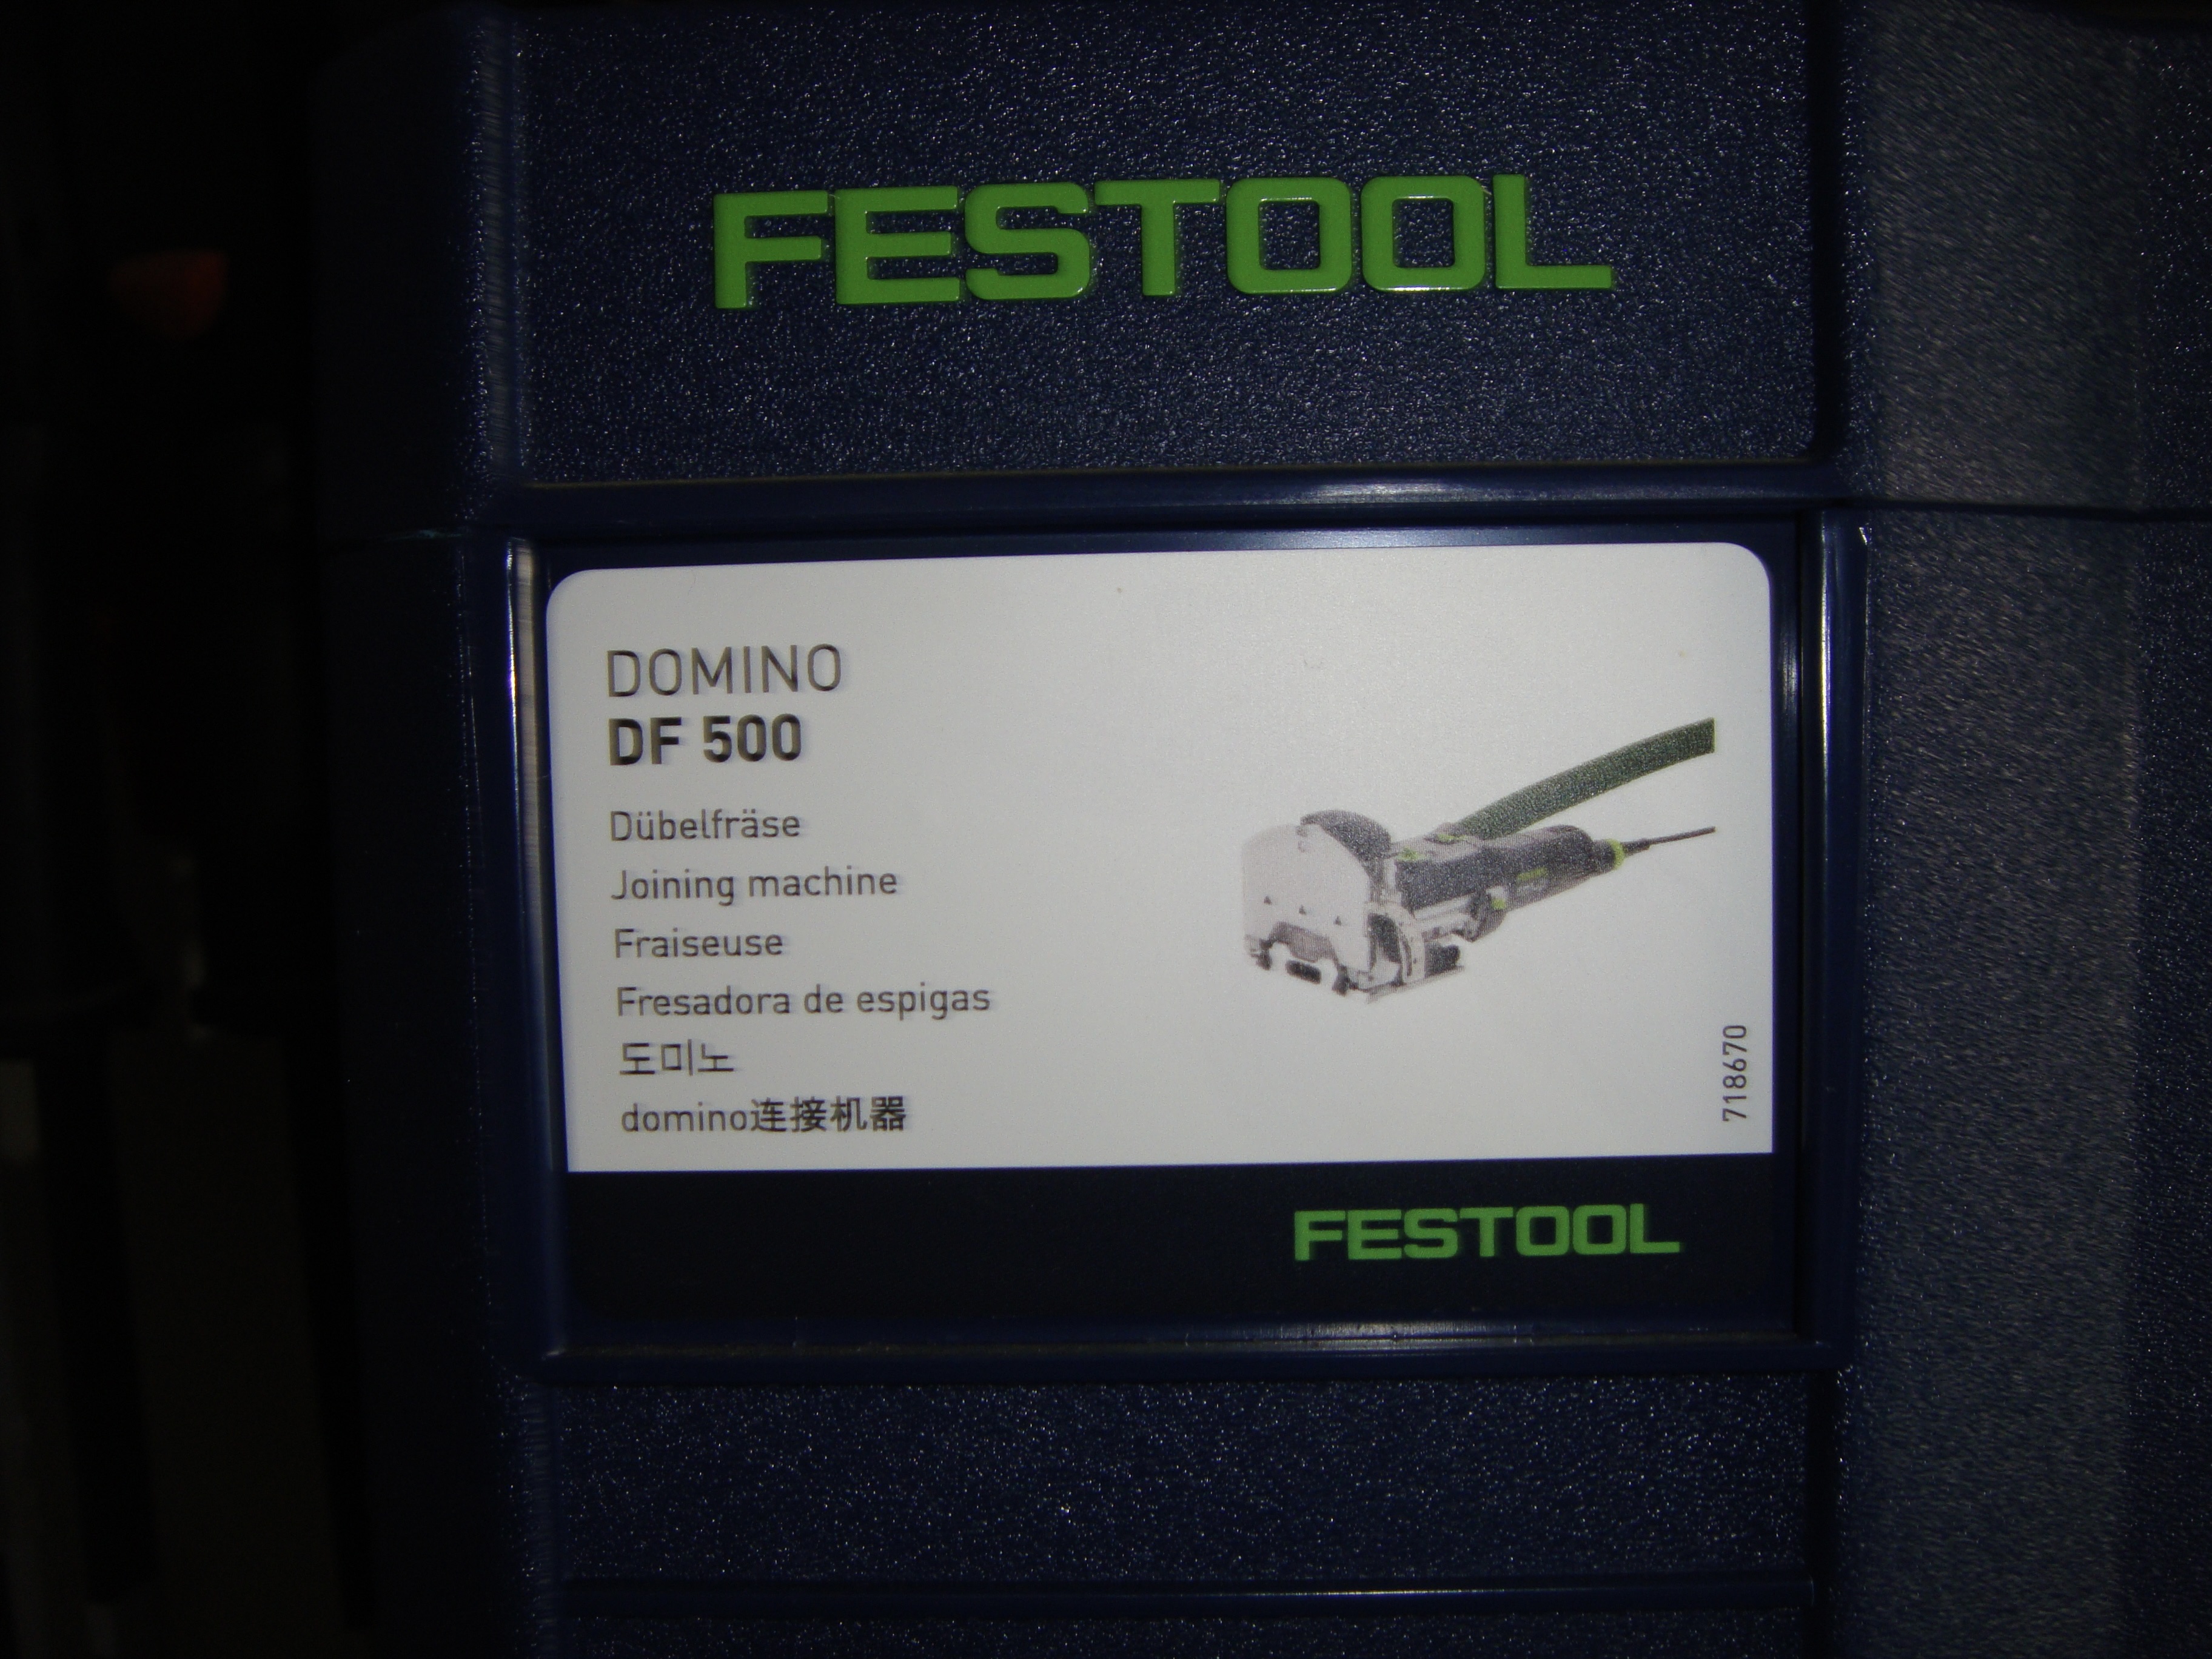 FESTOOL
DOMINO
DF 500
Dübelfräse
Joining machine
Fraiseuse
Fresadora de espigas
도미노
domino连接机器
718670
FESTOOL